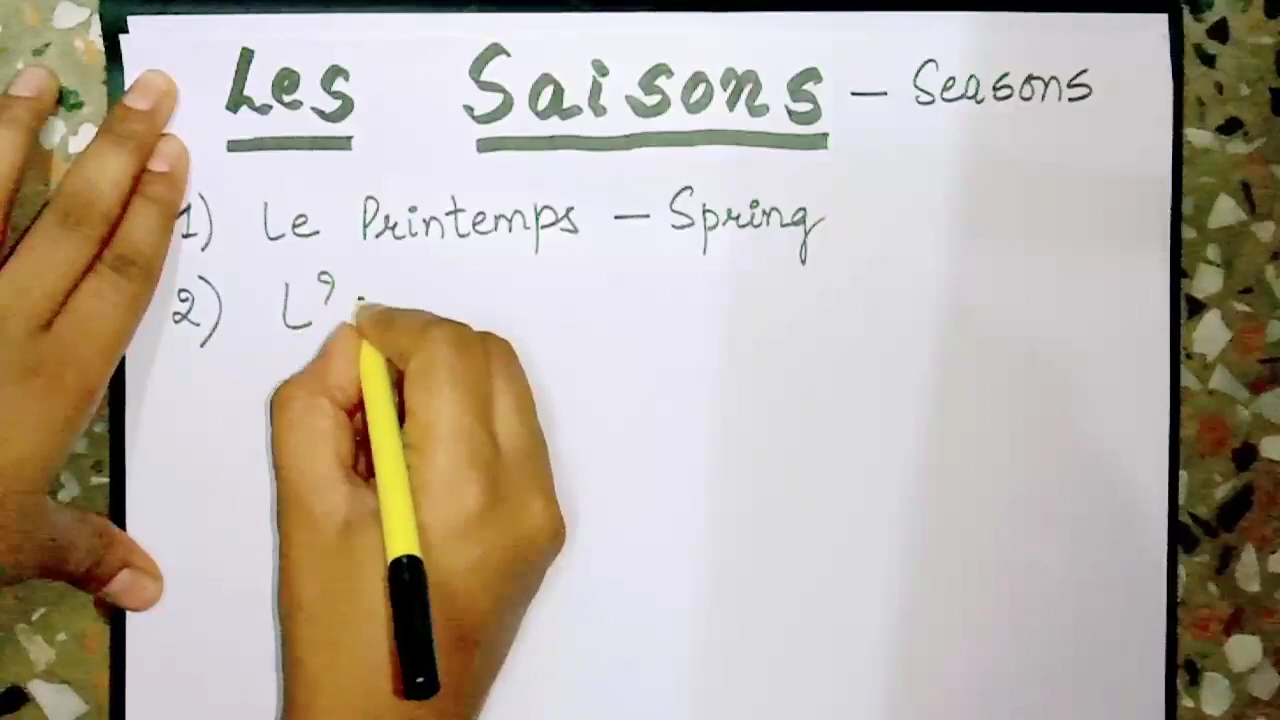 Les Saisons – Seasons
1) Le Printemps – Spring
2) L'